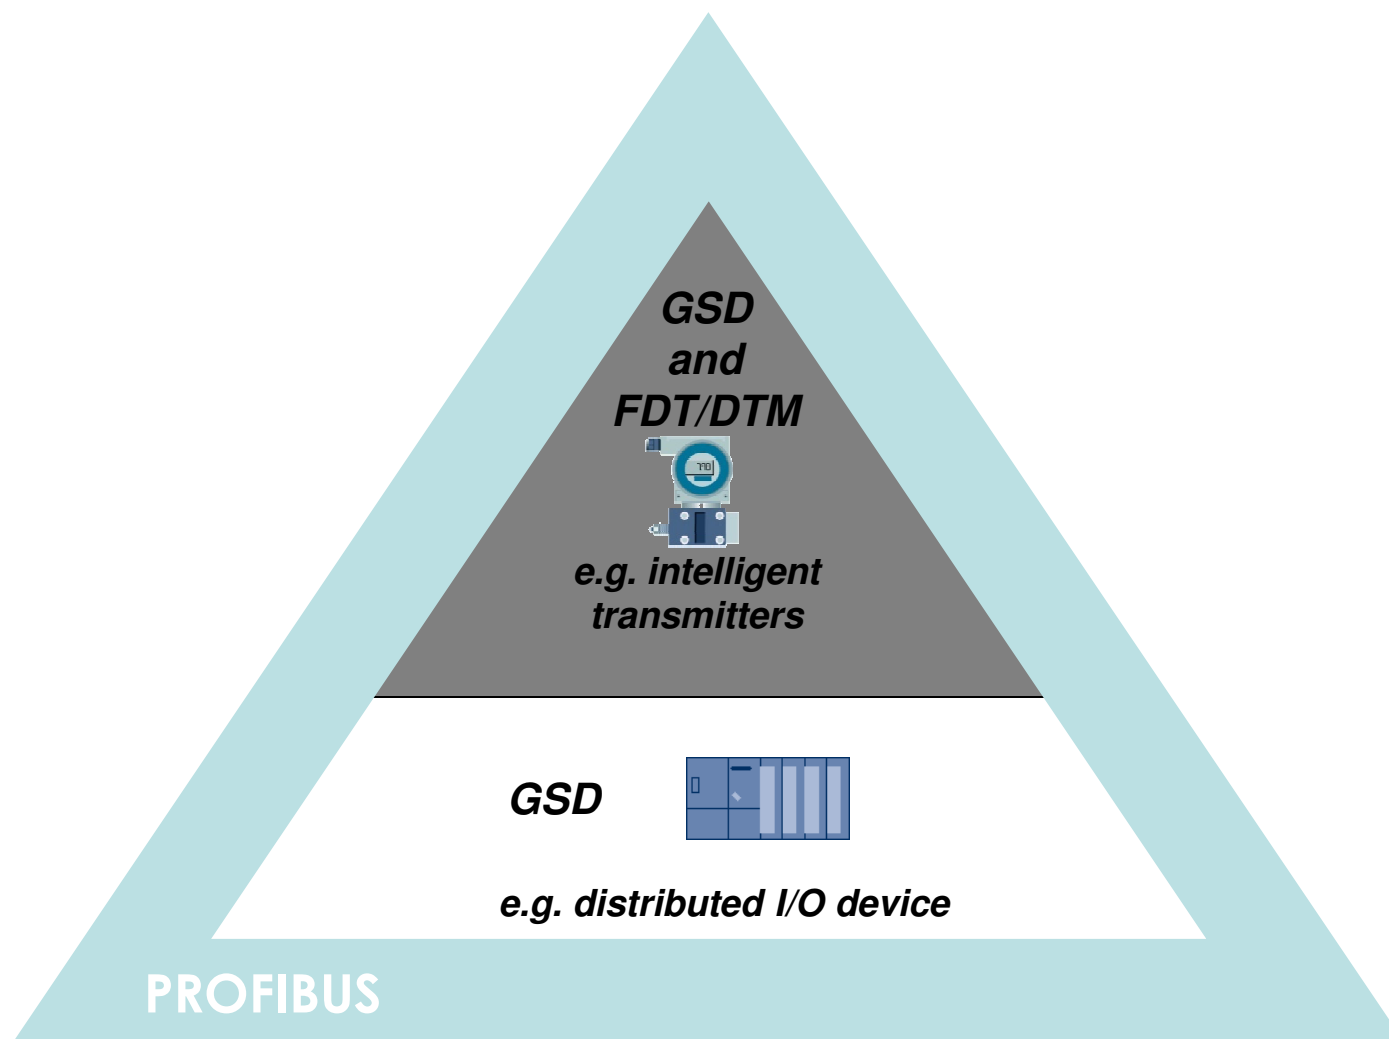 GSD
and
FDT/DTM
e.g. intelligent
transmitters
GSD
e.g. distributed I/O device
PROFIBUS